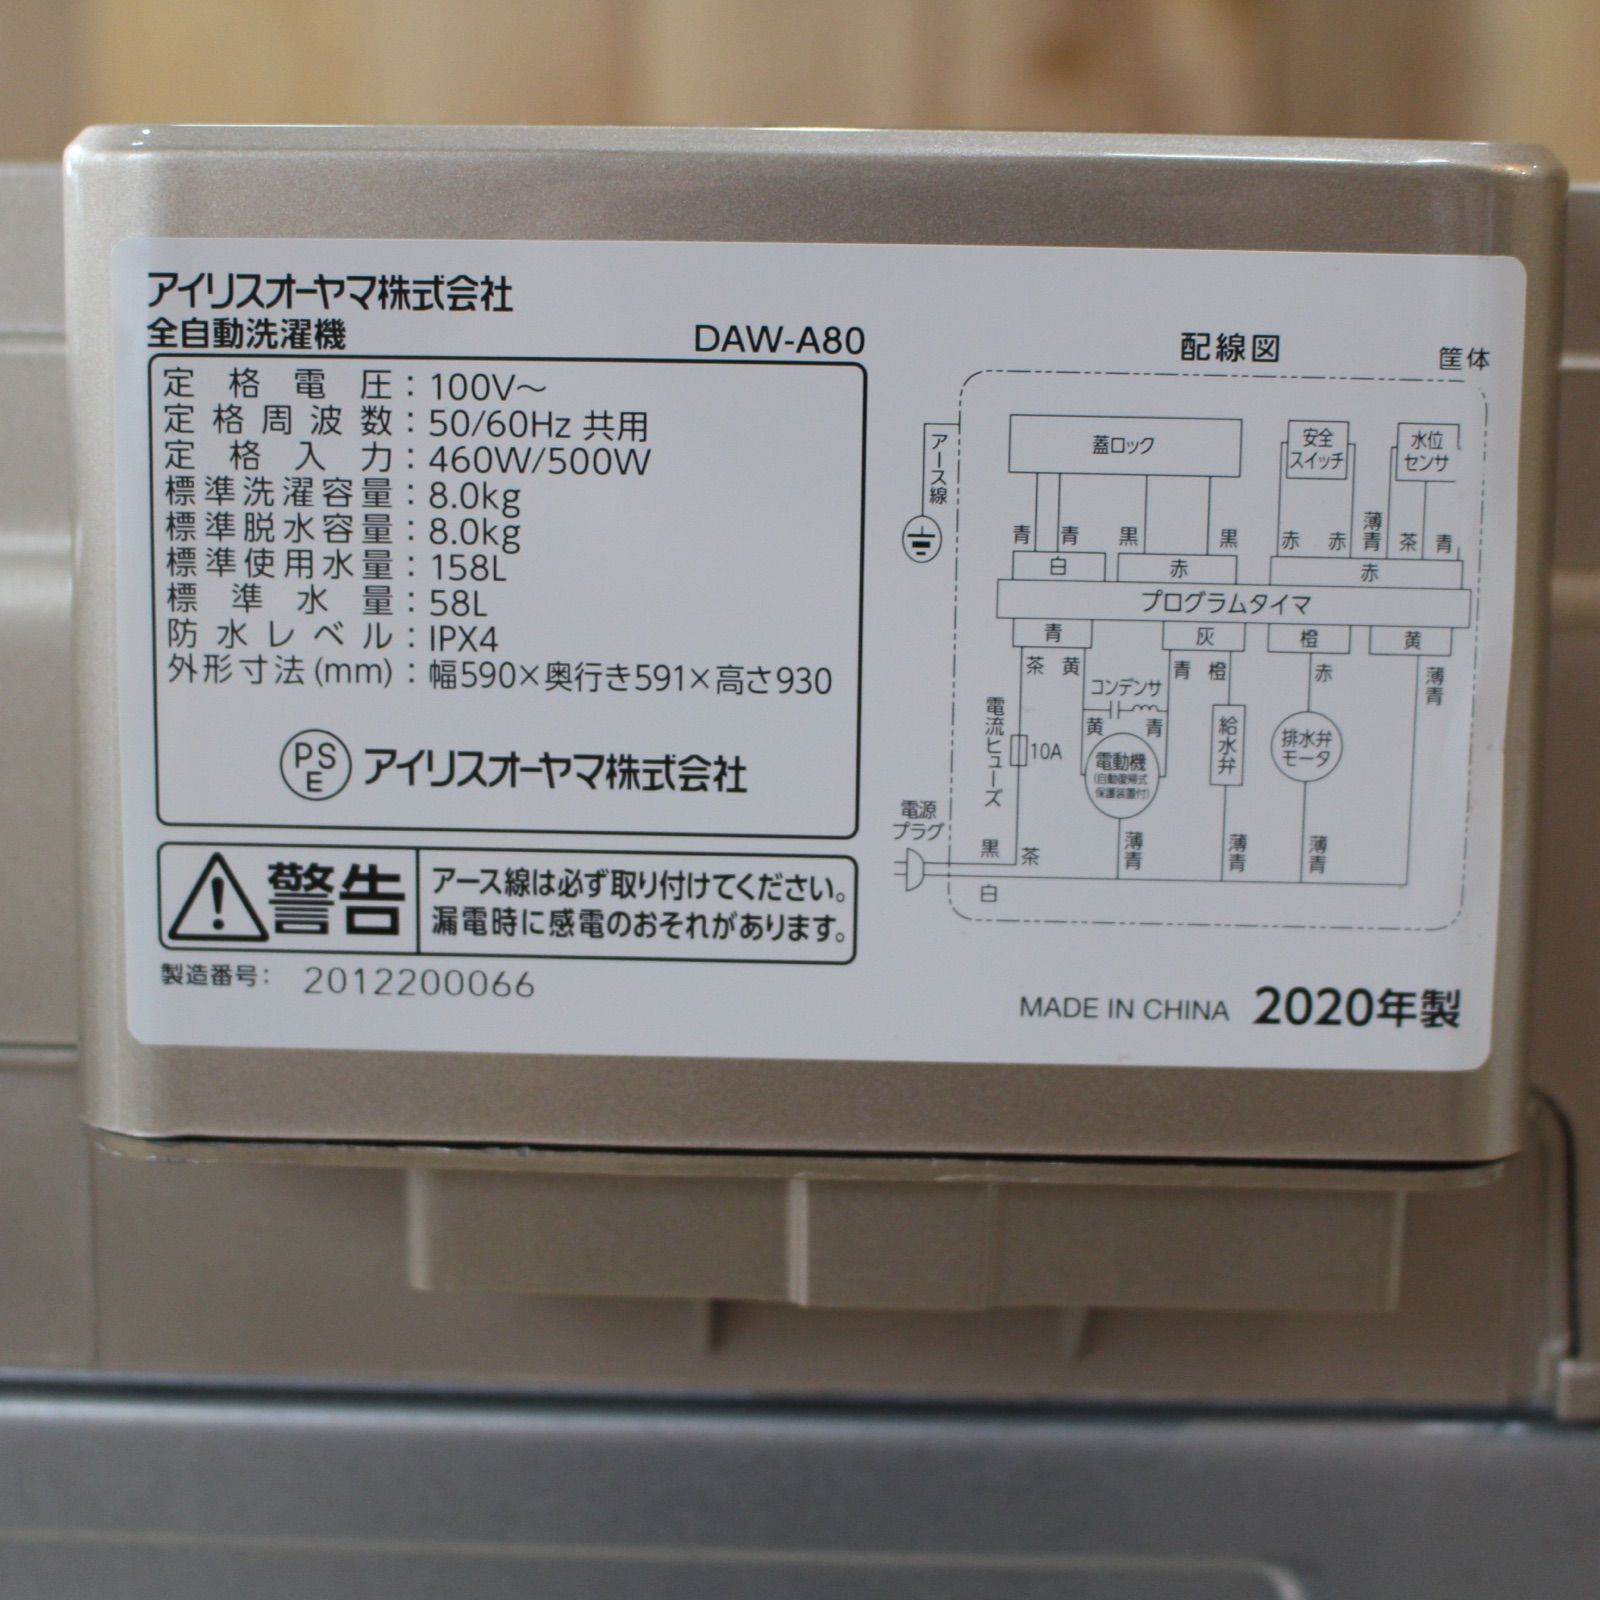 アイリスオーヤマ株式会社
全自動洗濯機 DAW-A80
定格電圧：100V～
定格周波数：50/60Hz 共用
定格入力：460W/500W
標準洗濯容量：8.0kg
標準脱水容量：8.0kg
標準使用水量：158L
標準水量：58L
防水レベル：IPX4
外形寸法(mm)：幅590×奥行き591×高さ930
PS
E
アイリスオーヤマ株式会社
警告
アース線は必ず取り付けてください。
漏電時に感電のおそれがあります。
製造番号： 2012200066
配線図
筐体
アース線
蓋ロック
安全
スイッチ
水位
センサ
青 青 黒 黒 赤 赤 薄青 茶 青
白 赤 赤
プログラムタイマ
青 灰 橙 黄
茶 黄 青 橙 赤 薄青
コンデンサ
黄 青
電流ヒューズ
10A
電動機
(自動復帰式
保護装置付)
給水弁
排水弁
モータ
電源
プラグ
黒 茶 薄青 薄青 薄青
白
MADE IN CHINA 2020年製